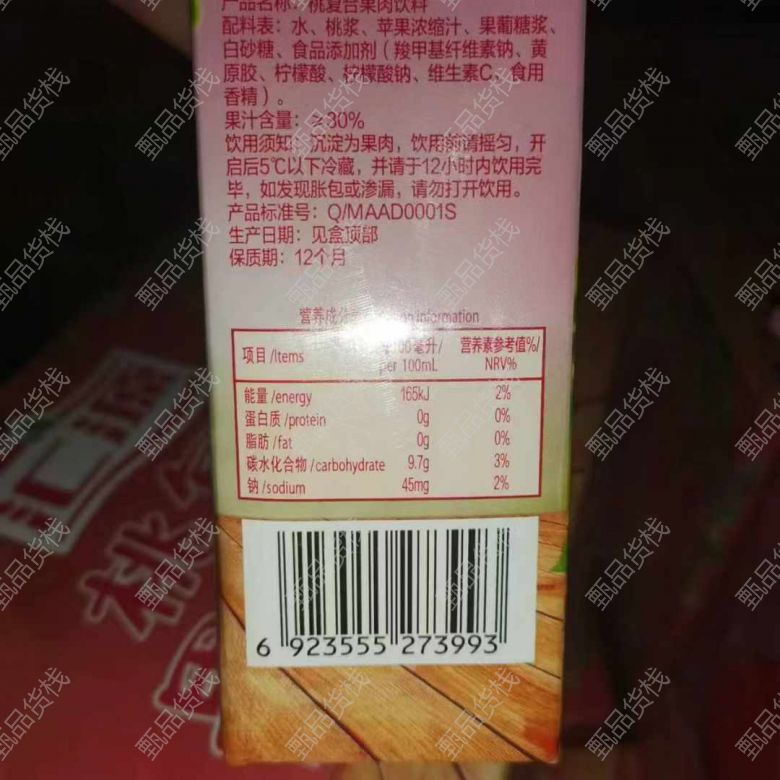 产品名称：桃复合果肉饮料
配料表：水、桃浆、苹果浓缩汁、果葡糖浆、
白砂糖、食品添加剂（羧甲基纤维素钠、黄
原胶、柠檬酸、柠檬酸钠、维生素C、食用
香精）。
果汁含量：≥30%
饮用须知：沉淀为果肉，饮用前请摇匀，开
启后5℃以下冷藏，并请于12小时内饮用完
毕，如发现胀包或渗漏，请勿打开饮用。
产品标准号：Q/MAAD0001S
生产日期：见盒顶部
保质期：12个月
营养成分 information
项目/Items 100毫升/per 100mL 营养素参考值%/NRV%
能量/energy 165kJ 2%
蛋白质/protein 0g 0%
脂肪/fat 0g 0%
碳水化合物/carbohydrate 9.7g 3%
钠/sodium 45mg 2%
6 923555 273993
汇源
桃
甄品货栈